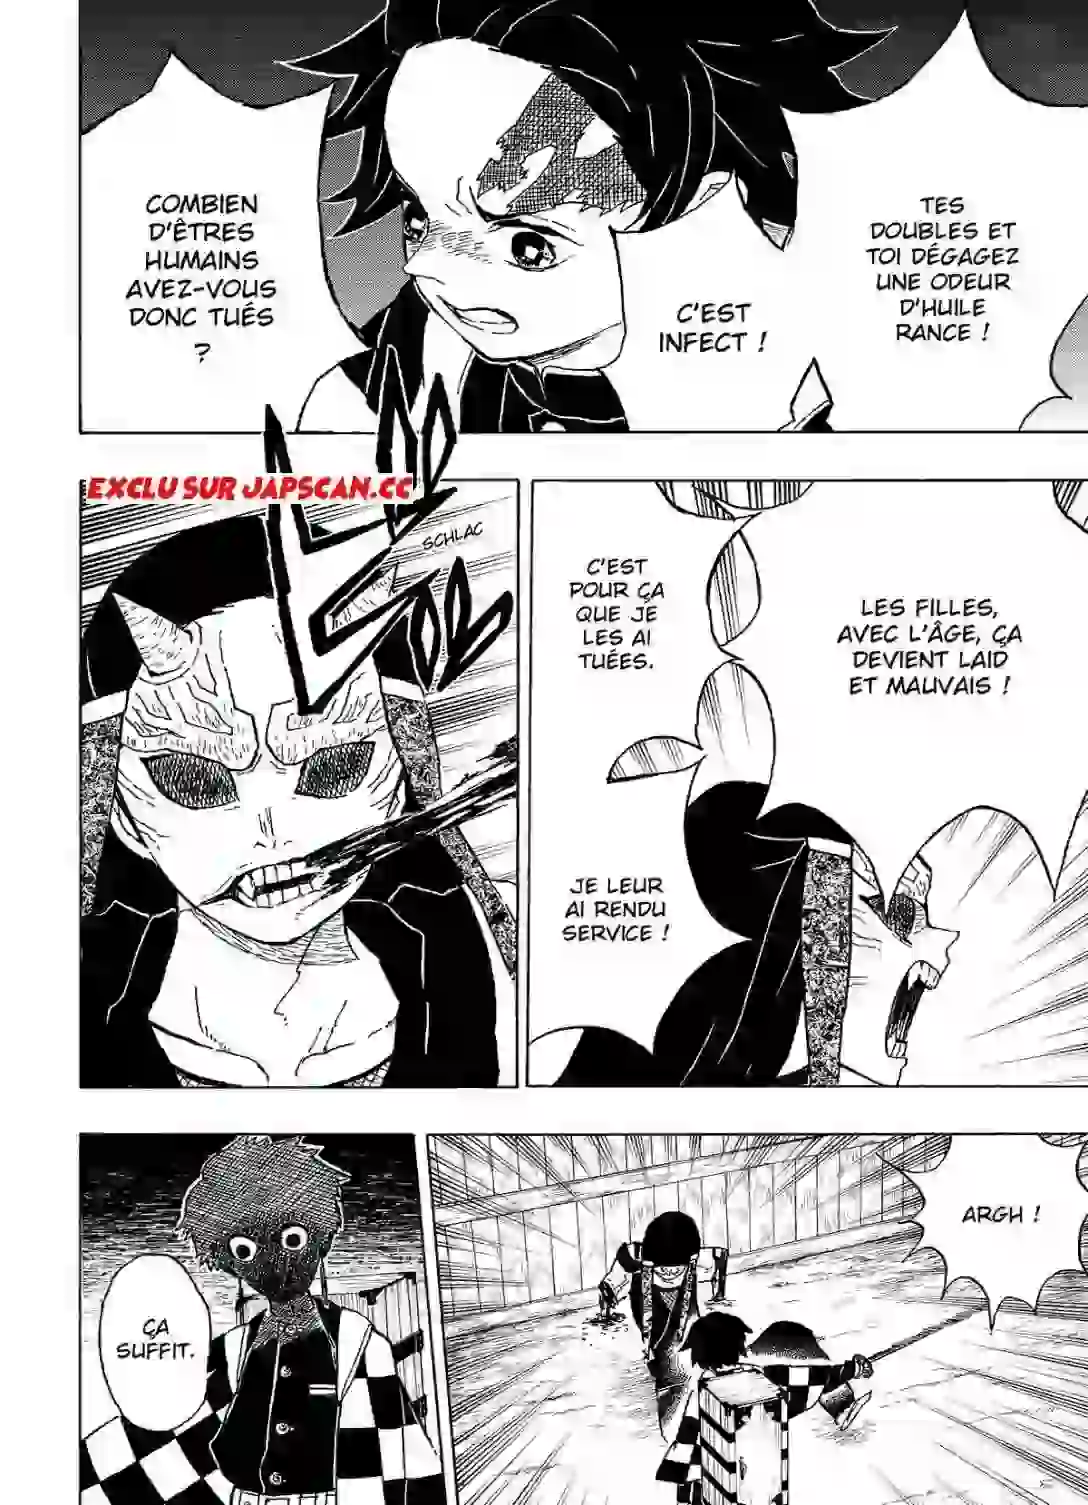 TES
DOUBLES ET
TOI DÉGAGEZ
UNE ODEUR
D'HUILE
RANCE !
C'EST
INFECT !
COMBIEN
D'ÊTRES
HUMAINS
AVEZ-VOUS
DONC TUÉS
?
EXCLU SUR JAPSCAN.CC
LES FILLES,
AVEC L'ÂGE, ÇA
DEVIENT LAID
ET MAUVAIS !
C'EST
POUR ÇA
QUE JE
LES AI
TUÉES.
JE LEUR
AI RENDU
SERVICE !
SCHLAC
ARGH !
ÇA
SUFFIT.